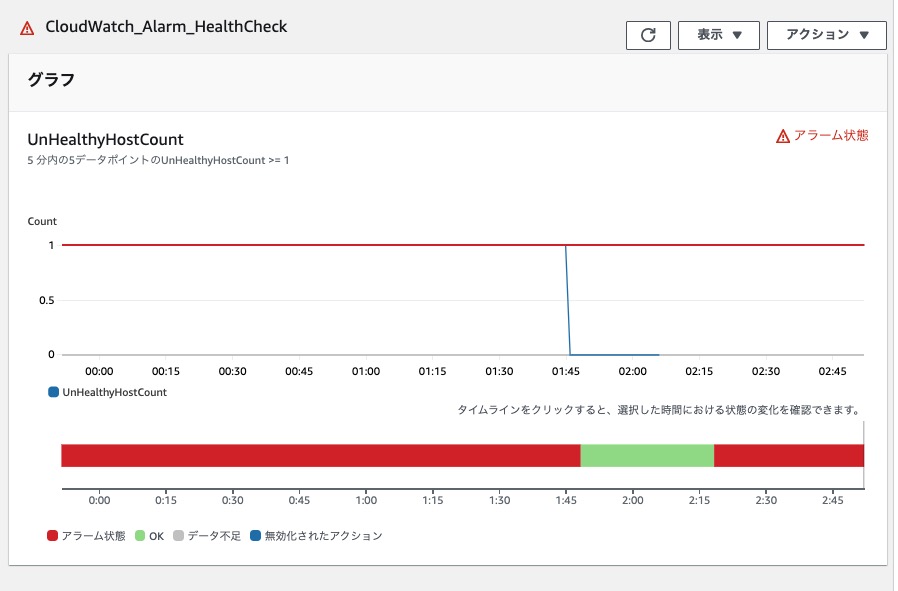 CloudWatch_Alarm_HealthCheck
表示 ▼ アクション ▼
グラフ
UnHealthyHostCount
アラーム状態
5 分内の5データポイントのUnHealthyHostCount >= 1
Count
1
0.5
0
00:00 00:15 00:30 00:45 01:00 01:15 01:30 01:45 02:00 02:15 02:30 02:45
UnHealthyHostCount
タイムラインをクリックすると、選択した時間における状態の変化を確認できます。
0:00 0:15 0:30 0:45 1:00 1:15 1:30 1:45 2:00 2:15 2:30 2:45
アラーム状態 OK データ不足 無効化されたアクション